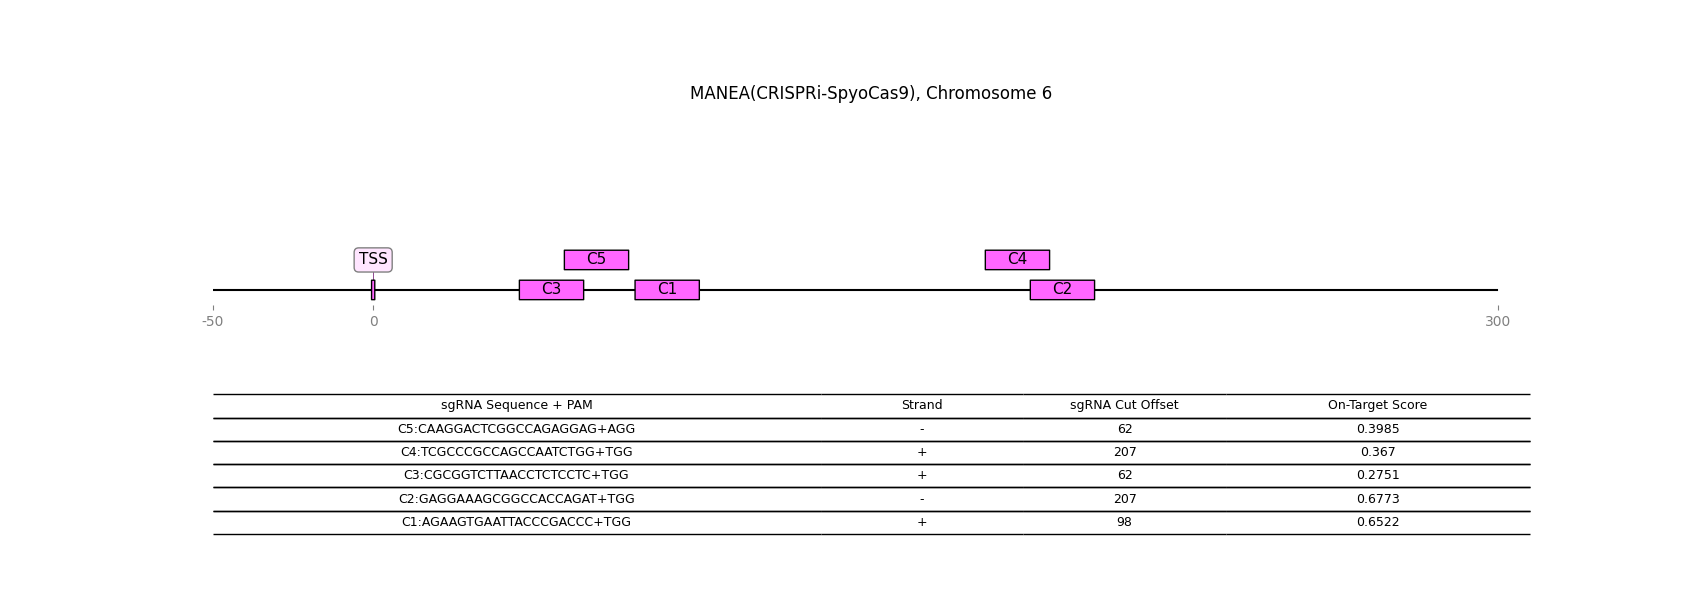 MANEA(CRISPRi-SpyoCas9), Chromosome 6
TSS
C5
C4
C3
C1
C2
-50
0
300
sgRNA Sequence + PAM Strand sgRNA Cut Offset On-Target Score
C5:CAAGGACTCGGCCAGAGGAG+AGG - 62 0.3985
C4:TCGCCCGCCAGCCAATCTGG+TGG + 207 0.367
C3:CGCGGTCTTAACCTCTCCTC+TGG + 62 0.2751
C2:GAGGAAAGCGGCCACCAGAT+TGG - 207 0.6773
C1:AGAAGTGAATTACCCGACCC+TGG + 98 0.6522